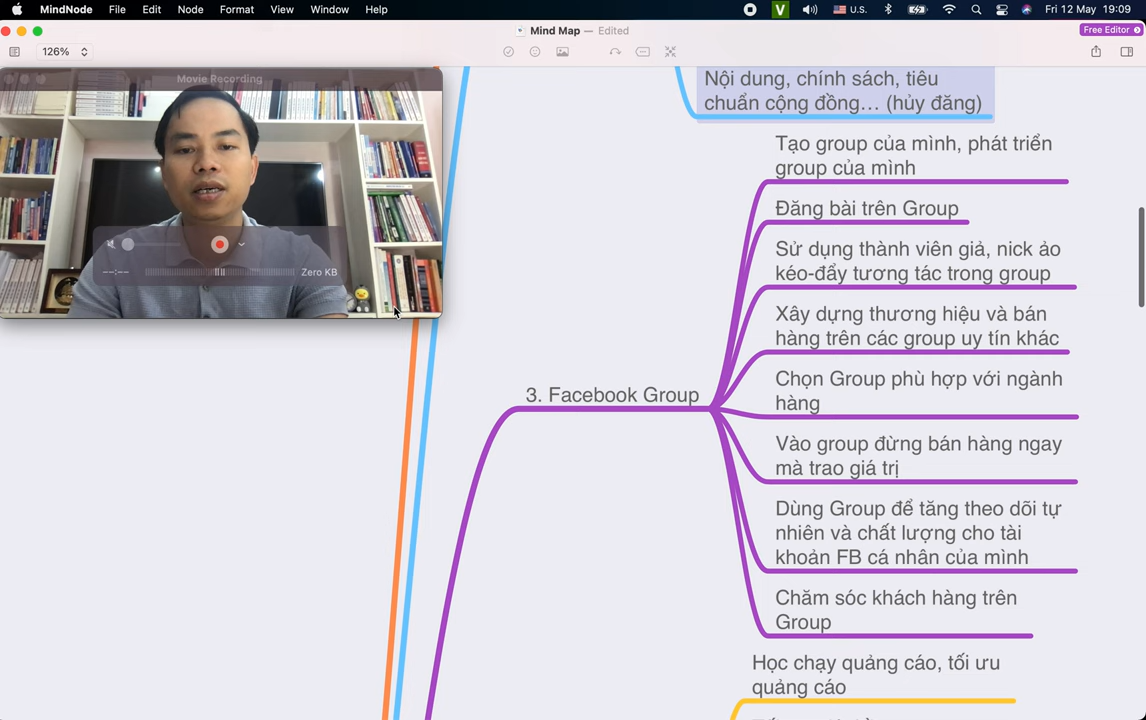 MindNode File Edit Node Format View Window Help
V U.S. Fri 12 May 19:09
Mind Map — Edited
Free Editor
126%
Movie Recording
--:-- Zero KB
Nội dung, chính sách, tiêu
chuẩn cộng đồng… (hủy đăng)
Tạo group của mình, phát triển
group của mình
Đăng bài trên Group
Sử dụng thành viên giả, nick ảo
kéo-đẩy tương tác trong group
Xây dựng thương hiệu và bán
hàng trên các group uy tín khác
3. Facebook Group
Chọn Group phù hợp với ngành
hàng
Vào group đừng bán hàng ngay
mà trao giá trị
Dùng Group để tăng theo dõi tự
nhiên và chất lượng cho tài
khoản FB cá nhân của mình
Chăm sóc khách hàng trên
Group
Học chạy quảng cáo, tối ưu
quảng cáo